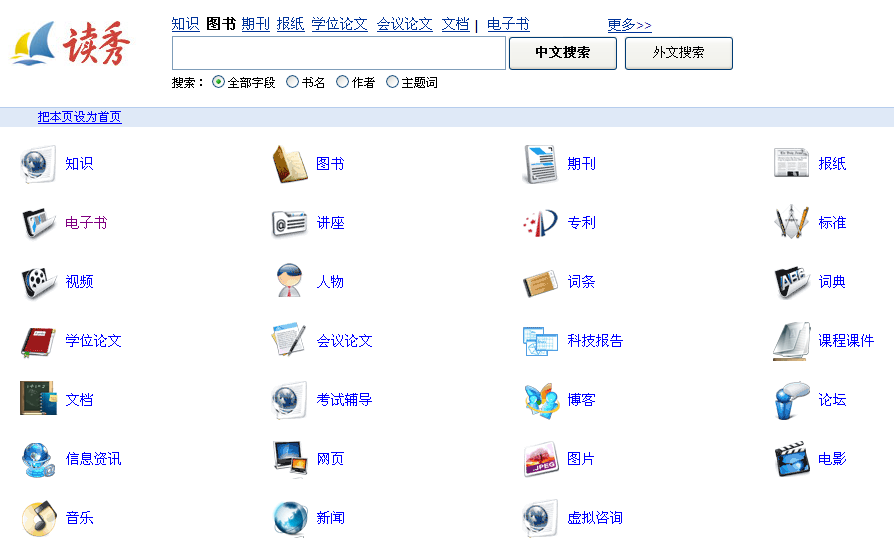 读秀
知识 图书 期刊 报纸 学位论文 会议论文 文档 | 电子书 更多>>
中文搜索 外文搜索
搜索： 全部字段 书名 作者 主题词
把本页设为首页
知识 图书 期刊 报纸
电子书 讲座 专利 标准
视频 人物 词条 词典
学位论文 会议论文 科技报告 课程课件
文档 考试辅导 博客 论坛
信息资讯 网页 图片 电影
音乐 新闻 虚拟咨询